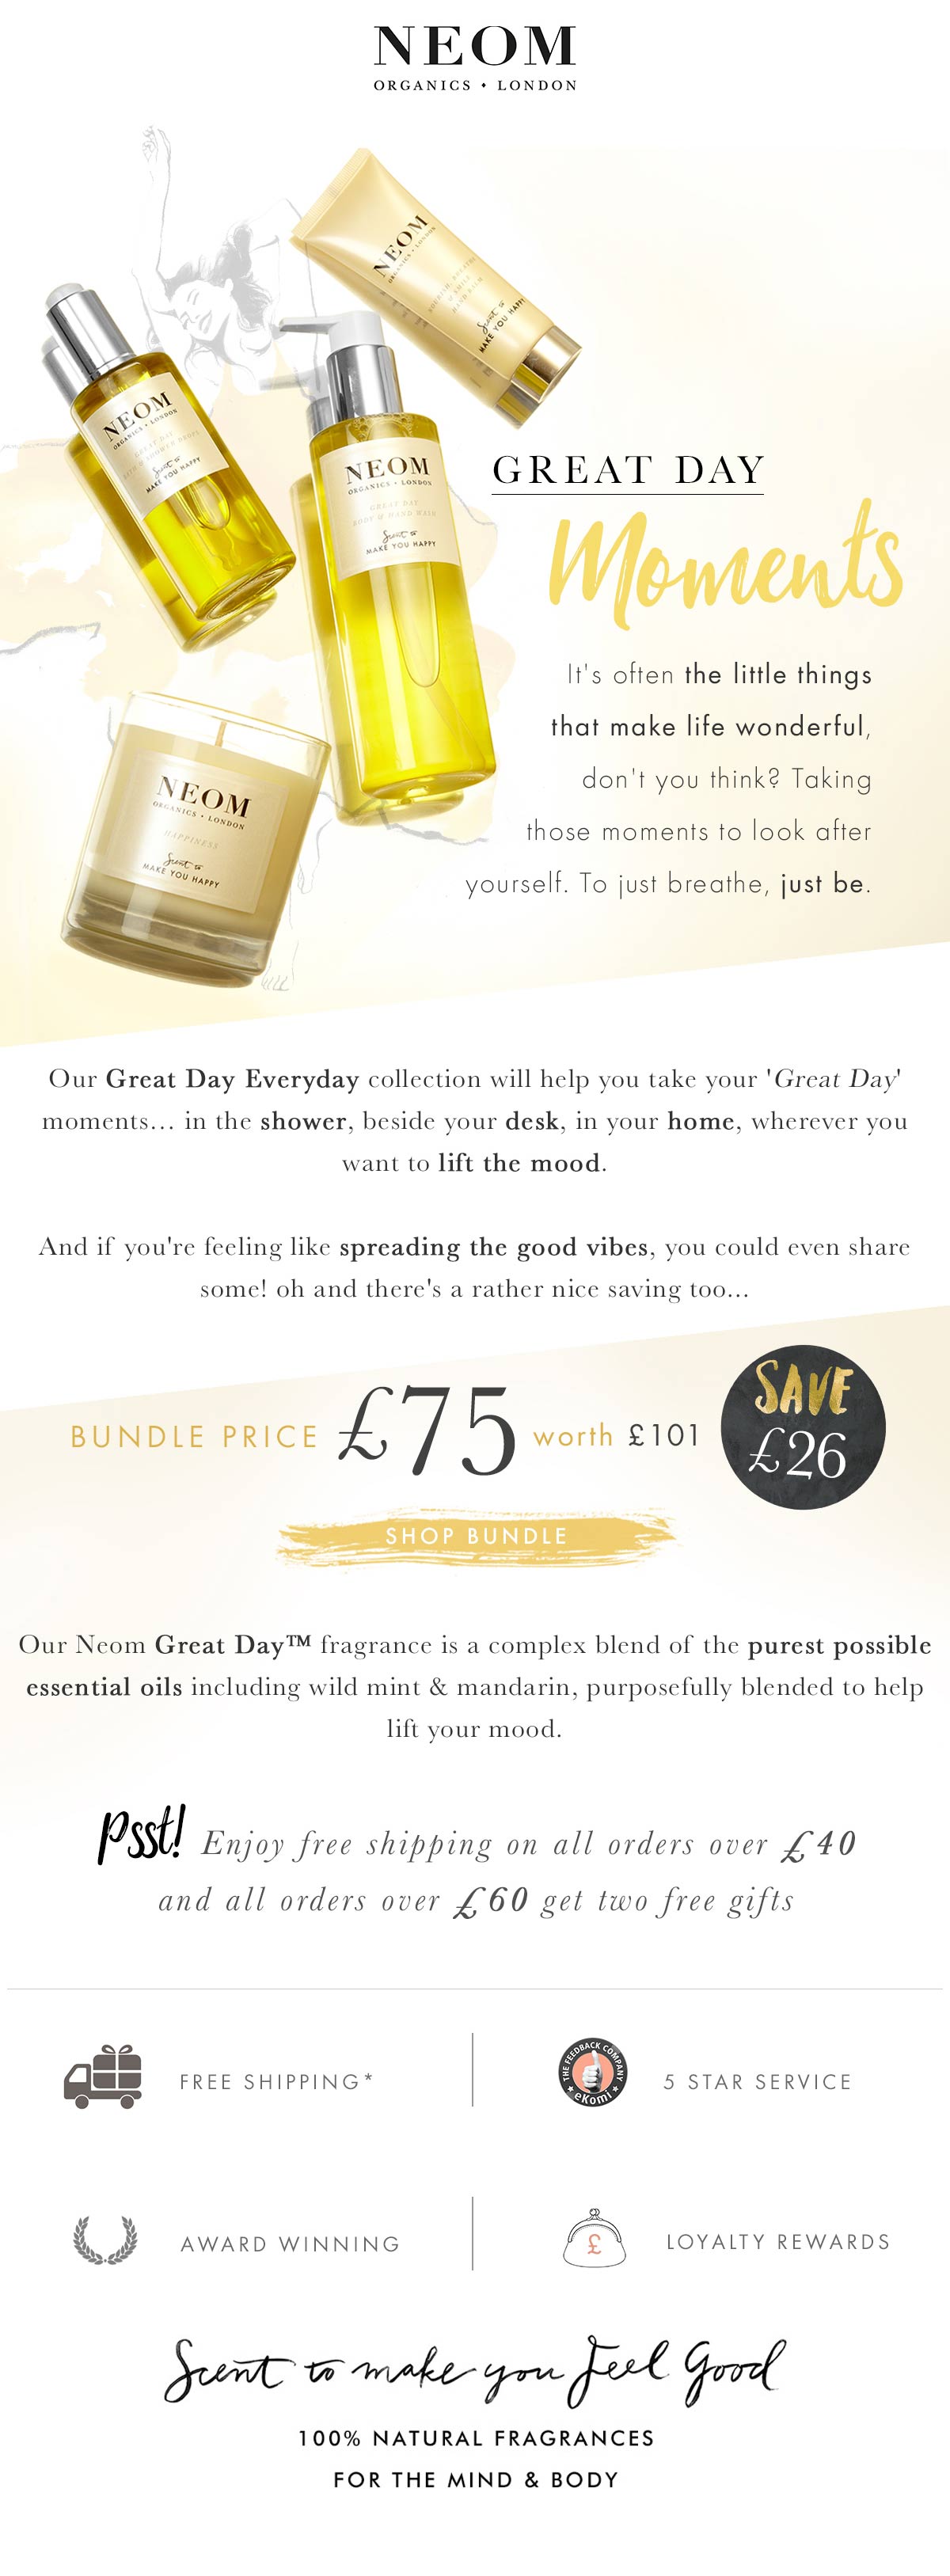 NEOM
ORGANICS • LONDON
NEOM
ORGANICS • LONDON
NOURISH, BREATHE
& SMILE
HAND BALM
Scent to
MAKE YOU HAPPY
NEOM
ORGANICS • LONDON
GREAT DAY
BATH & SHOWER DROPS
Scent to
MAKE YOU HAPPY
NEOM
ORGANICS • LONDON
GREAT DAY
BODY & HAND WASH
Scent to
MAKE YOU HAPPY
GREAT DAY
Moments
It's often the little things
that make life wonderful,
don't you think? Taking
those moments to look after
yourself. To just breathe, just be.
NEOM
ORGANICS • LONDON
HAPPINESS
Scent to
MAKE YOU HAPPY
Our Great Day Everyday collection will help you take your 'Great Day'
moments... in the shower, beside your desk, in your home, wherever you
want to lift the mood.
And if you're feeling like spreading the good vibes, you could even share
some! oh and there's a rather nice saving too...
BUNDLE PRICE £75 worth £101
SAVE
£26
SHOP BUNDLE
Our Neom Great Day™ fragrance is a complex blend of the purest possible
essential oils including wild mint & mandarin, purposefully blended to help
lift your mood.
Psst! Enjoy free shipping on all orders over £40
and all orders over £60 get two free gifts
FREE SHIPPING*
THE FEEDBACK COMPANY
eKomi
5 STAR SERVICE
AWARD WINNING
£
LOYALTY REWARDS
Scent to make you feel Good
100% NATURAL FRAGRANCES
FOR THE MIND & BODY